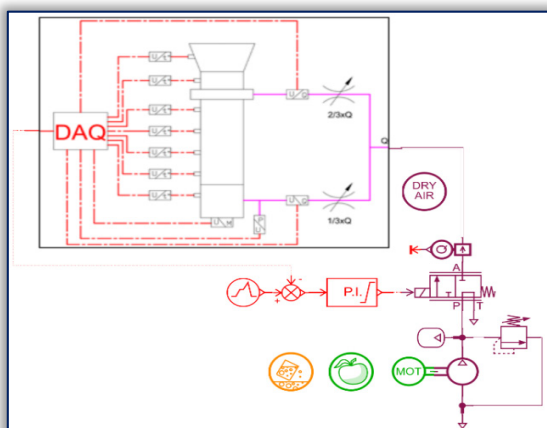 DAQ
2/3xQ
Q
1/3xQ
DRY
AIR
A
P T
+
-
P.I.
MOT